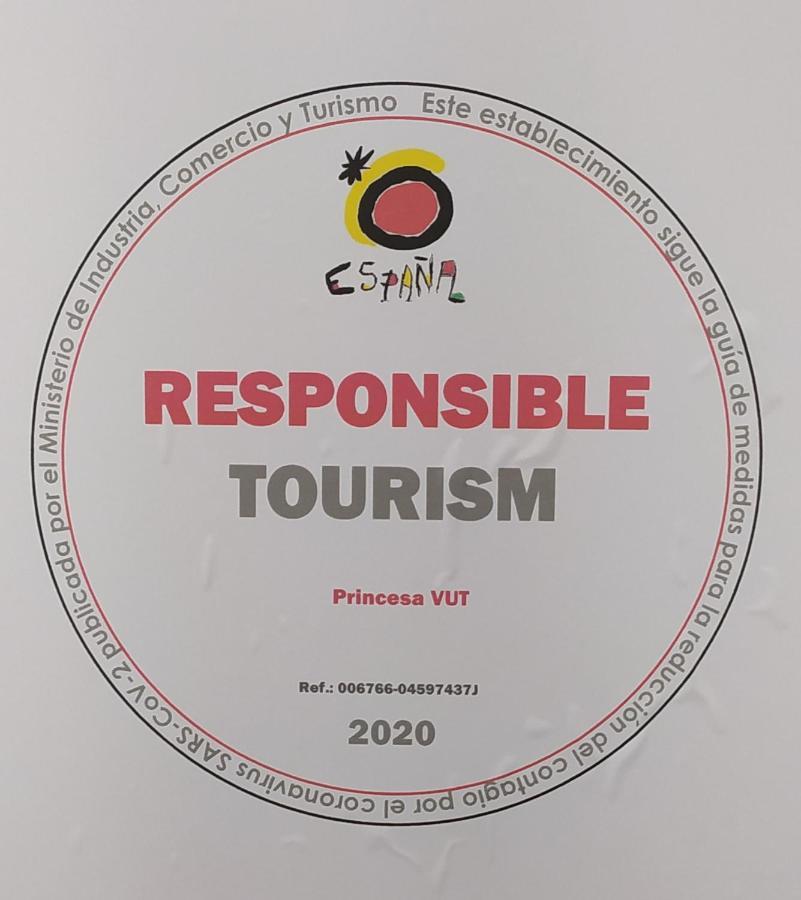 Este establecimiento sigue la guía de medidas para la reducción del contagio por el coronavirus SARS-CoV-2 publicada por el Ministerio de Industria, Comercio y Turismo
ESPAÑA
RESPONSIBLE
TOURISM
Princesa VUT
Ref.: 006766-04597437J
2020